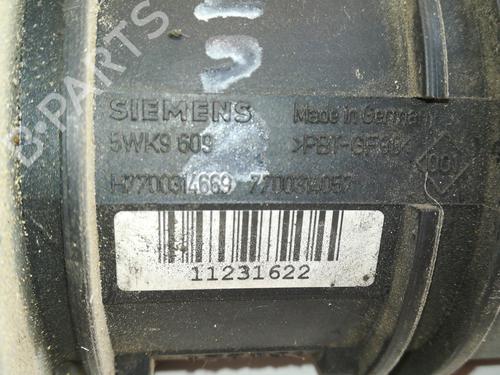 B-PARTS
SIEMENS Made in Germany
5WK9 609 >PBT-GF30<
H7700314669 7700314057
11231622